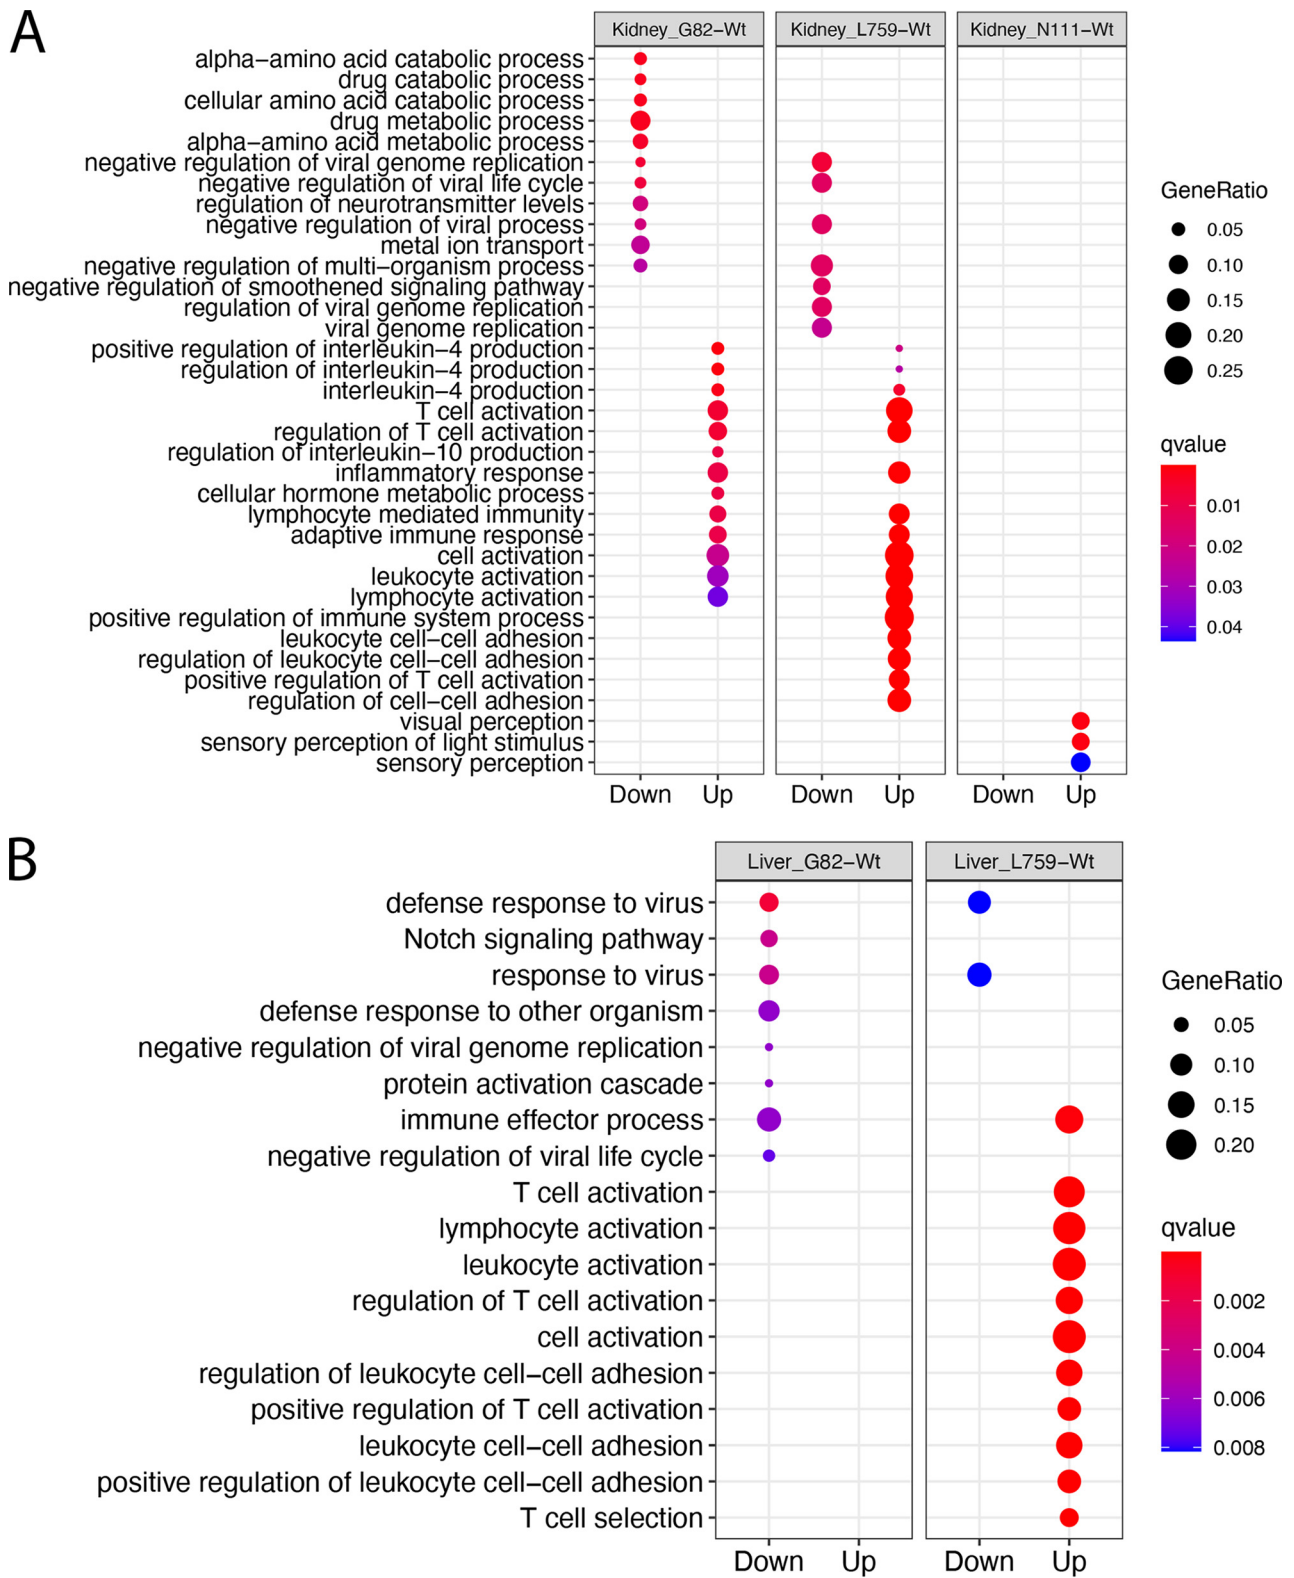 A
Kidney_G82−Wt
Kidney_L759−Wt
Kidney_N111−Wt
alpha−amino acid catabolic process
drug catabolic process
cellular amino acid catabolic process
drug metabolic process
alpha−amino acid metabolic process
negative regulation of viral genome replication
negative regulation of viral life cycle
regulation of neurotransmitter levels
negative regulation of viral process
metal ion transport
negative regulation of multi−organism process
negative regulation of smoothened signaling pathway
regulation of viral genome replication
viral genome replication
positive regulation of interleukin−4 production
regulation of interleukin−4 production
interleukin−4 production
T cell activation
regulation of T cell activation
regulation of interleukin−10 production
inflammatory response
cellular hormone metabolic process
lymphocyte mediated immunity
adaptive immune response
cell activation
leukocyte activation
lymphocyte activation
positive regulation of immune system process
leukocyte cell−cell adhesion
regulation of leukocyte cell−cell adhesion
positive regulation of T cell activation
regulation of cell−cell adhesion
visual perception
sensory perception of light stimulus
sensory perception
Down Up Down Up Down Up
GeneRatio
0.05
0.10
0.15
0.20
0.25
qvalue
0.01
0.02
0.03
0.04
B
Liver_G82−Wt
Liver_L759−Wt
defense response to virus
Notch signaling pathway
response to virus
defense response to other organism
negative regulation of viral genome replication
protein activation cascade
immune effector process
negative regulation of viral life cycle
T cell activation
lymphocyte activation
leukocyte activation
regulation of T cell activation
cell activation
regulation of leukocyte cell−cell adhesion
positive regulation of T cell activation
leukocyte cell−cell adhesion
positive regulation of leukocyte cell−cell adhesion
T cell selection
Down Up Down Up
GeneRatio
0.05
0.10
0.15
0.20
qvalue
0.002
0.004
0.006
0.008